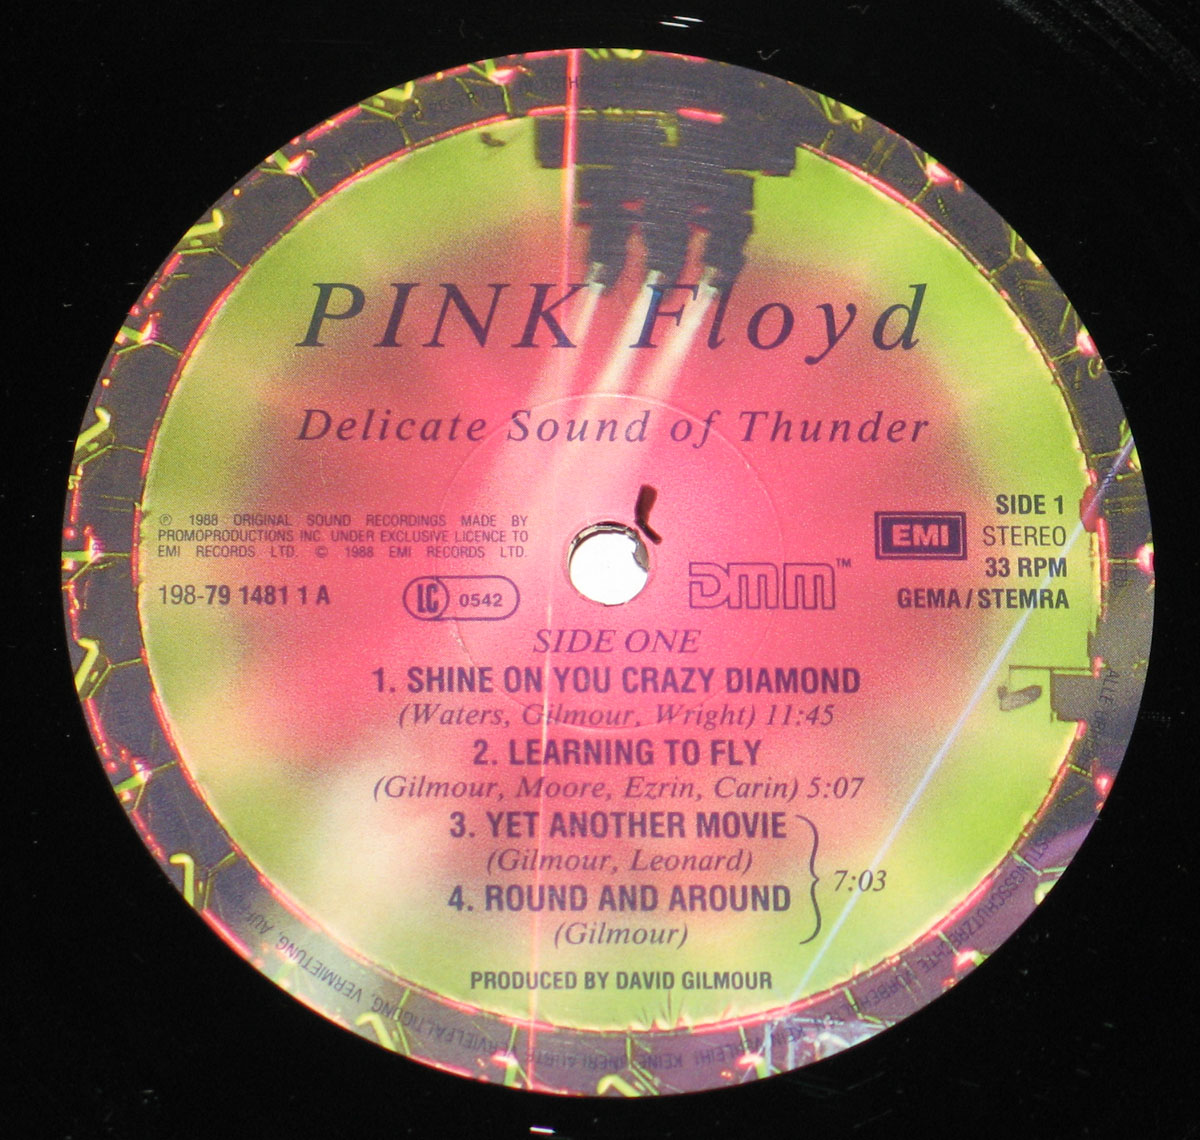 PINK Floyd
Delicate Sound of Thunder
℗ 1988 ORIGINAL SOUND RECORDINGS MADE BY
PROMOPRODUCTIONS INC. UNDER EXCLUSIVE LICENCE TO
EMI RECORDS LTD. © 1988 EMI RECORDS LTD.
198-79 1481 1 A
LC 0542
DMM™
EMI
SIDE 1
STEREO
33 RPM
GEMA/STEMRA
SIDE ONE
1. SHINE ON YOU CRAZY DIAMOND
(Waters, Gilmour, Wright) 11:45
2. LEARNING TO FLY
(Gilmour, Moore, Ezrin, Carin) 5:07
3. YET ANOTHER MOVIE
(Gilmour, Leonard)
4. ROUND AND AROUND
(Gilmour)
7:03
PRODUCED BY DAVID GILMOUR
ALLE
KEINE
VERVIELFÄLTIGUNG, VERMIETUNG,